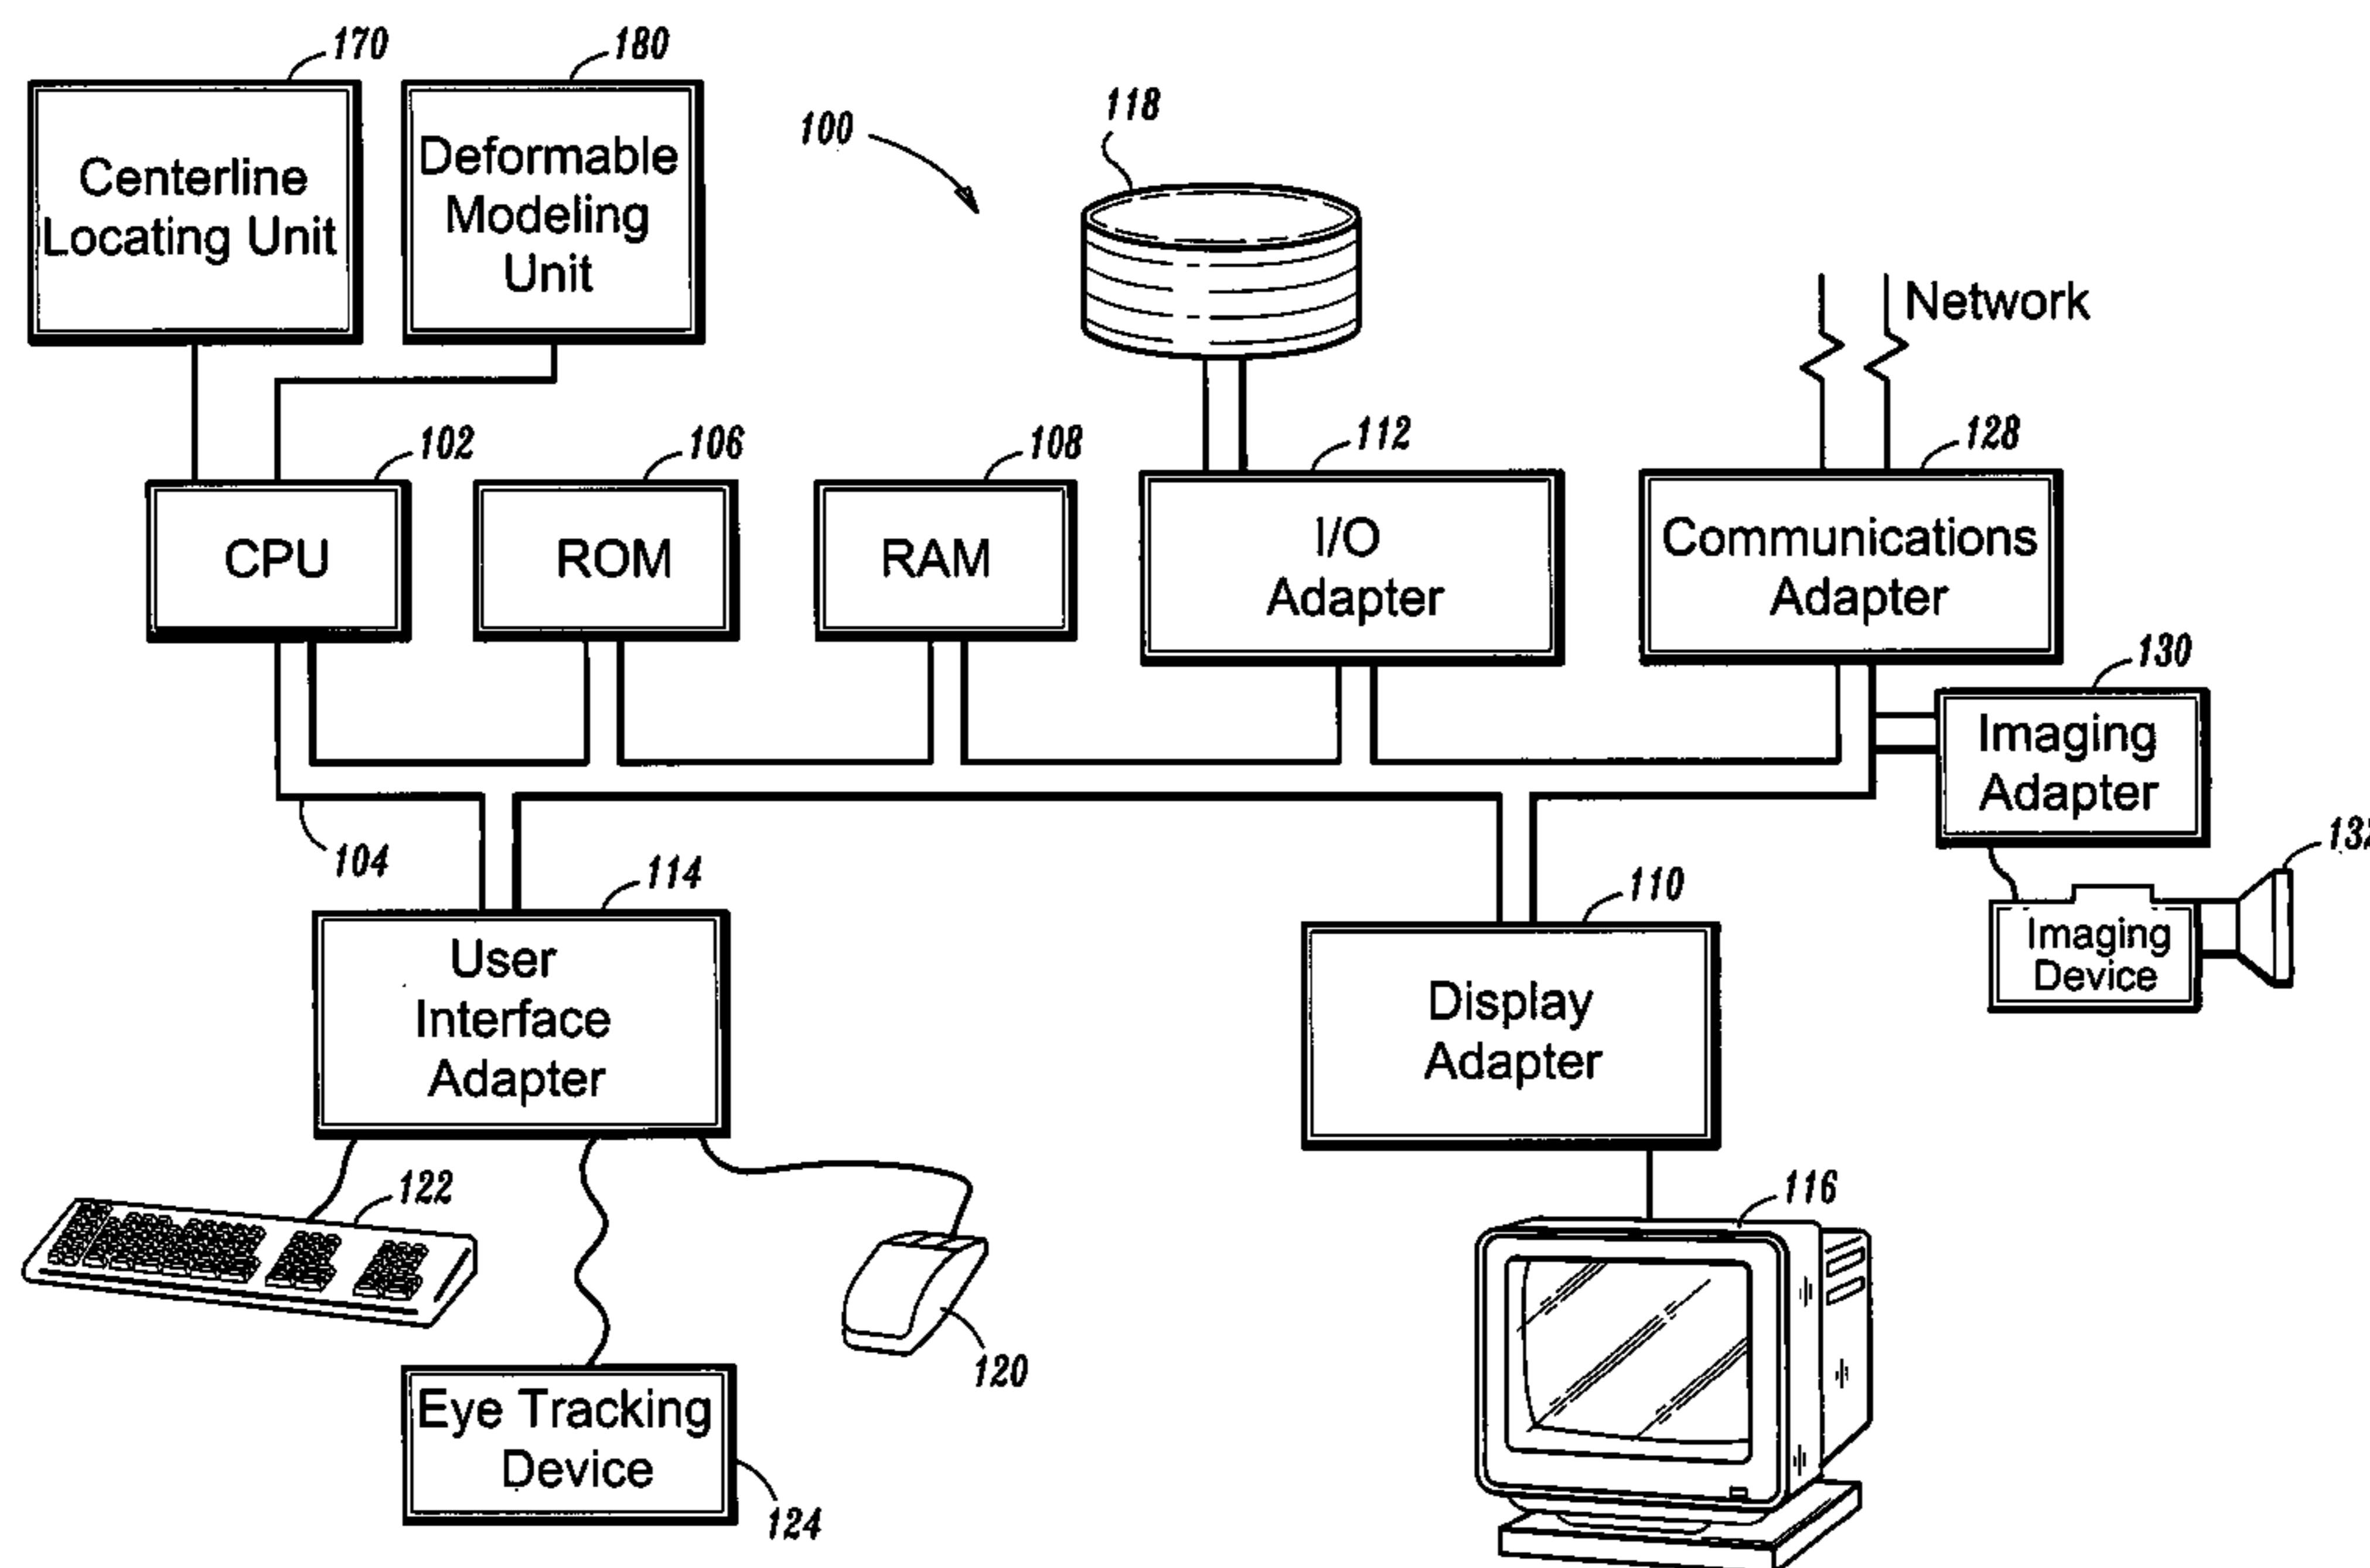 170
180
Centerline
Locating Unit
Deformable
Modeling
Unit
100
118
Network
102
106
108
112
128
CPU
ROM
RAM
I/O
Adapter
Communications
Adapter
130
Imaging
Adapter
104
114
110
132
User
Interface
Adapter
Display
Adapter
Imaging
Device
122
116
120
Eye Tracking
Device
124